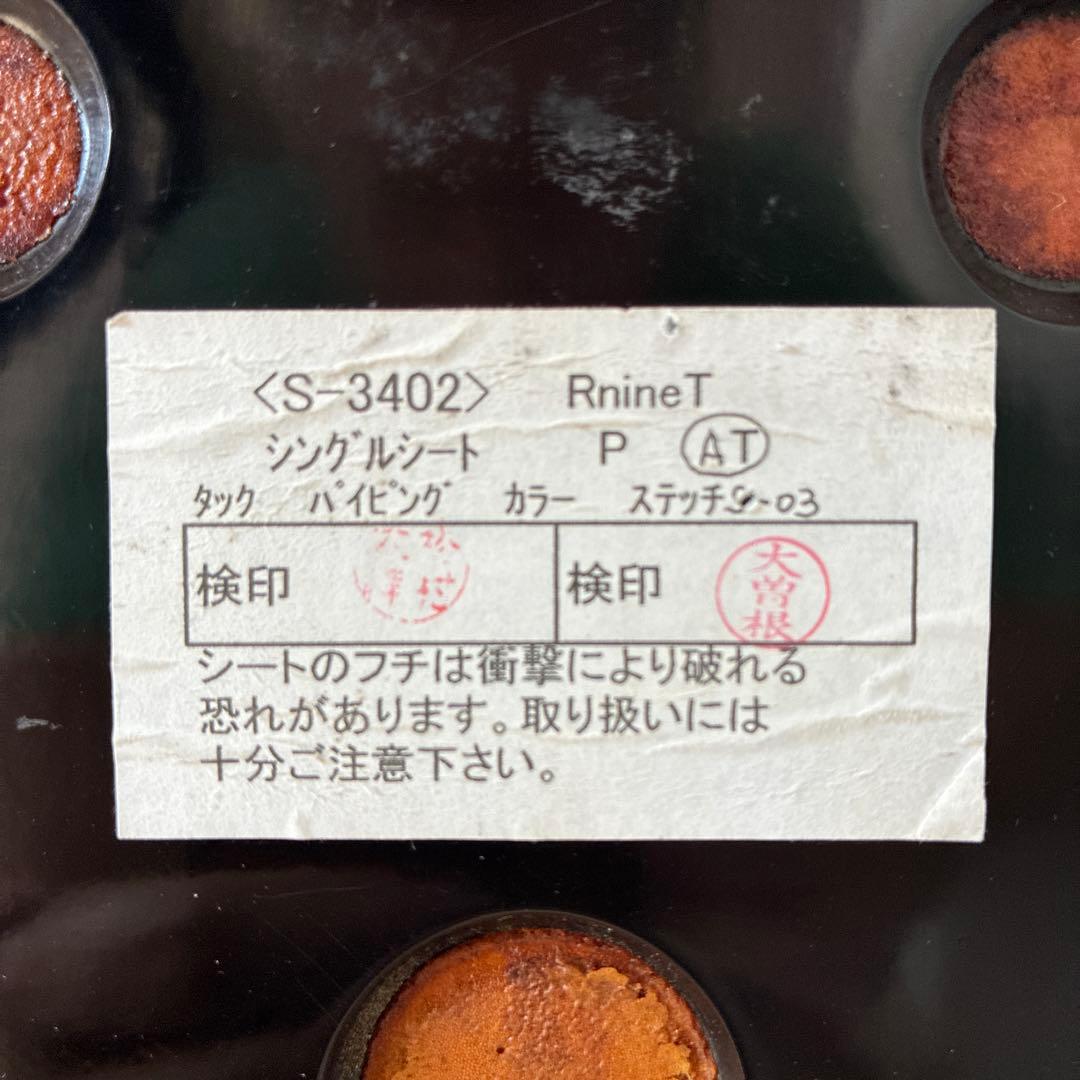 <S-3402> RnineT
シングルシート P AT
タック パイピング カラー ステッチS-03
検印 検印 大曽根
シートのフチは衝撃により破れる
恐れがあります。取り扱いには
十分ご注意下さい。